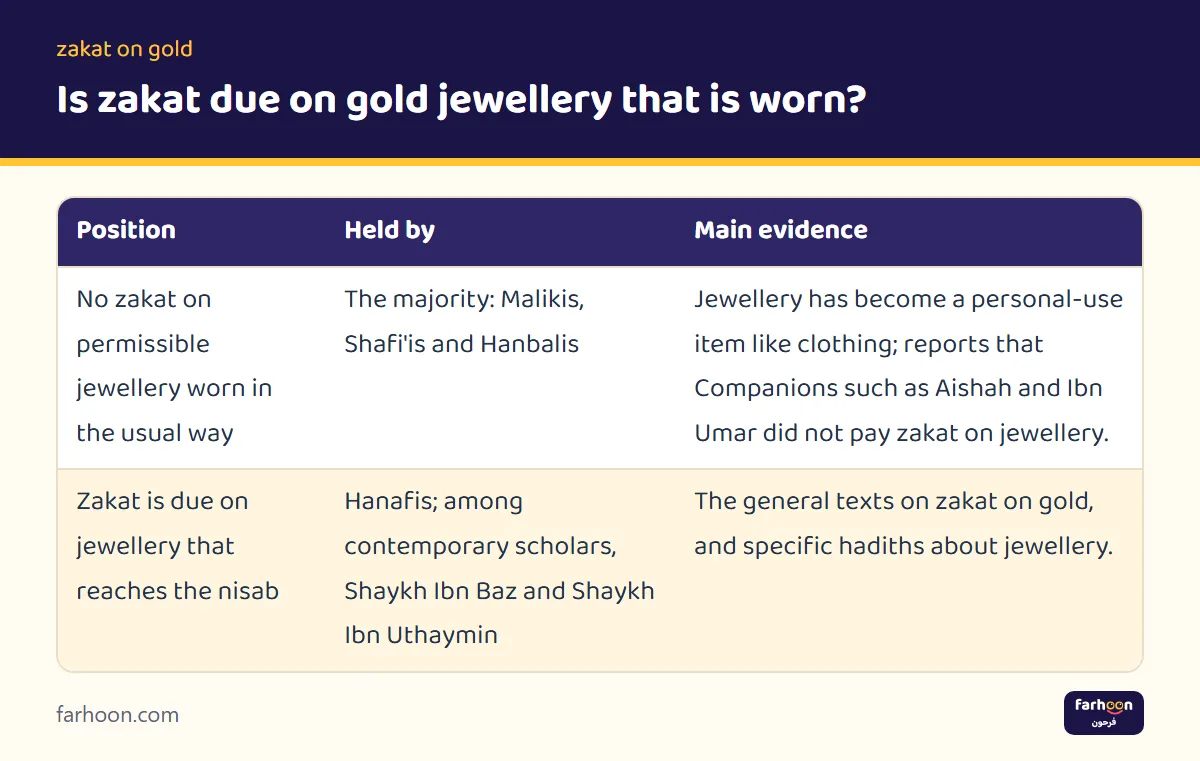 zakat on gold
Is zakat due on gold jewellery that is worn?
Position
Held by
Main evidence
No zakat on
permissible
jewellery worn in
the usual way
The majority: Malikis,
Shafi'is and Hanbalis
Jewellery has become a personal-use
item like clothing; reports that
Companions such as Aishah and Ibn
Umar did not pay zakat on jewellery.
Zakat is due on
jewellery that
reaches the nisab
Hanafis; among
contemporary scholars,
Shaykh Ibn Baz and Shaykh
Ibn Uthaymin
The general texts on zakat on gold,
and specific hadiths about jewellery.
farhoon.com
farhoon
فرحون